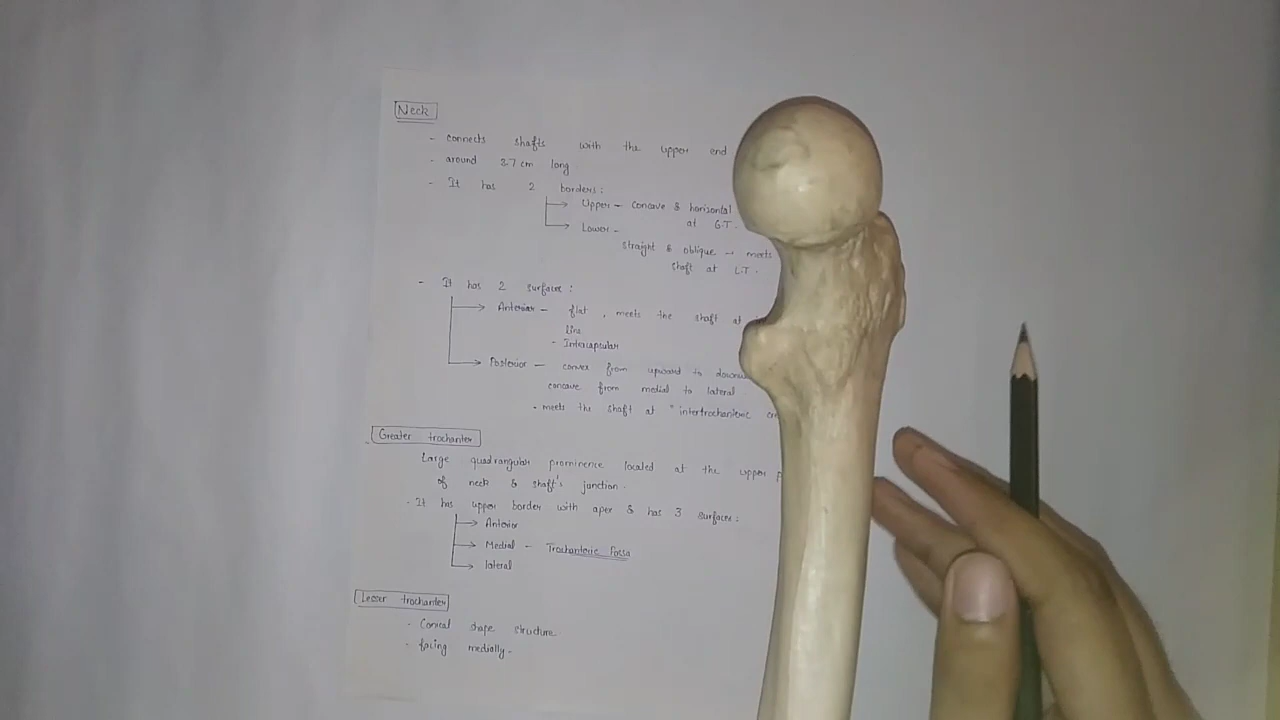 Neck
- connects shafts with the upper end
- around 3.7 cm long
- It has 2 borders:
Upper - Concave & horizontal
at G.T.
Lower -
straight & oblique → meets
shaft at L.T.
- It has 2 surfaces:
Anterior - flat, meets the shaft at
line
- Intercapsular
Posterior - convex from upward to
concave from medial to lateral
- meets the shaft at "intertrochanteric
Greater trochanter
Large quadrangular prominence located at the upper
of neck & shaft's junction.
- It has upper border with apex & has 3 surfaces:
Anterior
Medial - Trochanteric Fossa
lateral
Lesser trochanter
- Conical shape structure
- facing medially.